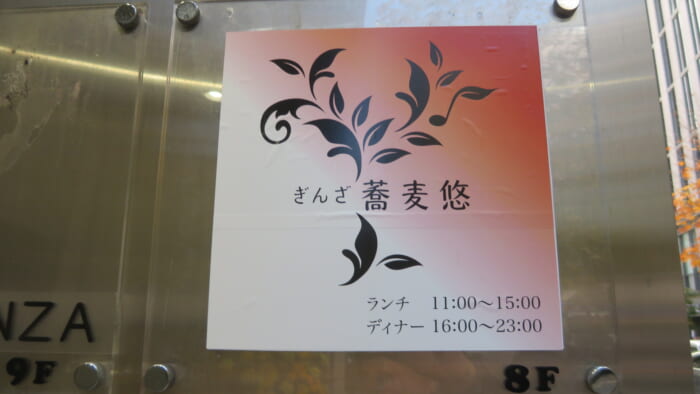 ぎんざ 蕎麦悠
ランチ 11:00～15:00
ディナー 16:00～23:00
NZA
9F
8F